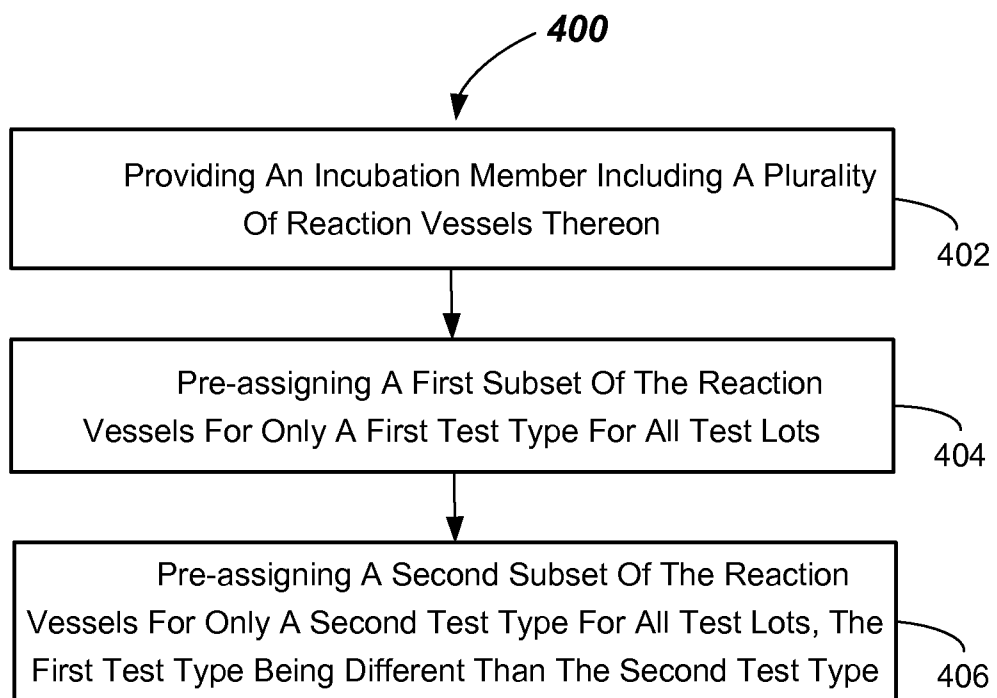 400
Providing An Incubation Member Including A Plurality
Of Reaction Vessels Thereon
402
Pre-assigning A First Subset Of The Reaction
Vessels For Only A First Test Type For All Test Lots
404
Pre-assigning A Second Subset Of The Reaction
Vessels For Only A Second Test Type For All Test Lots, The
First Test Type Being Different Than The Second Test Type
406